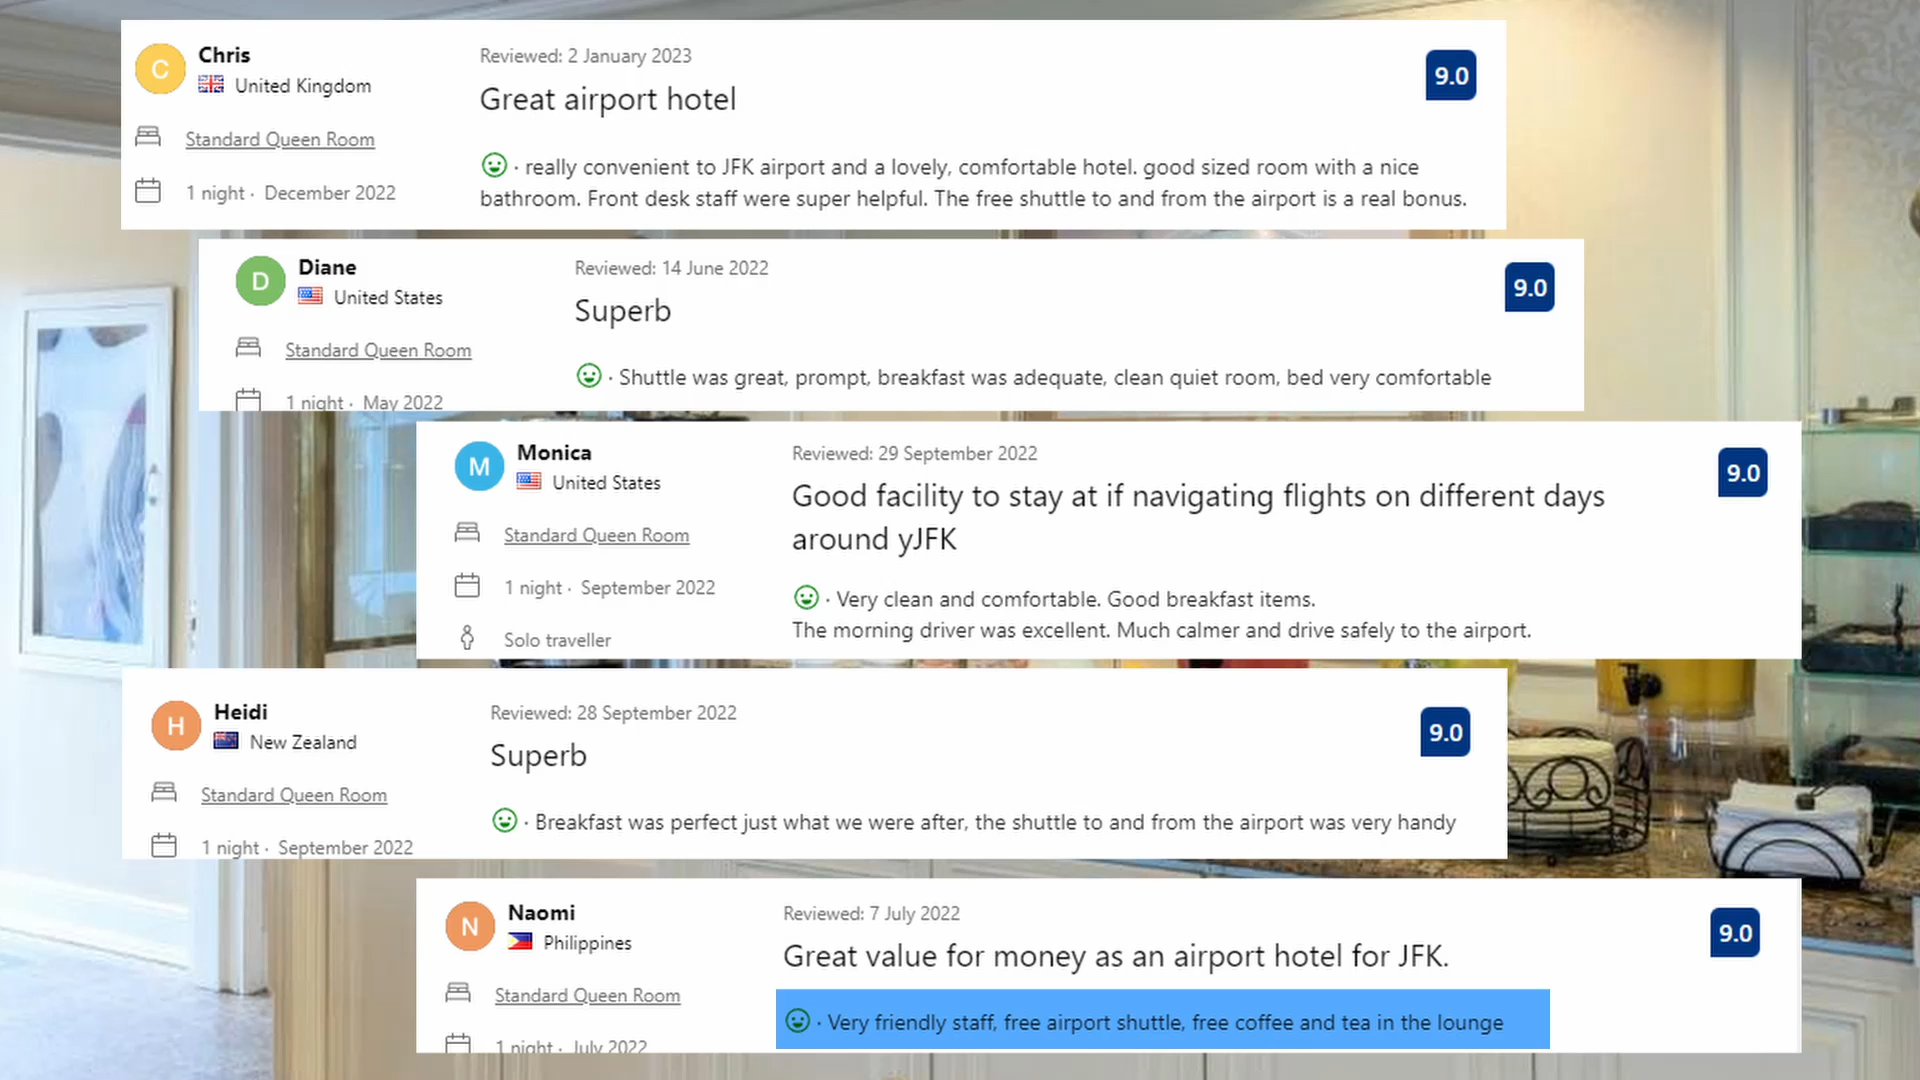 C
Chris
United Kingdom
Standard Queen Room
1 night · December 2022
Reviewed: 2 January 2023
Great airport hotel
9.0
· really convenient to JFK airport and a lovely, comfortable hotel. good sized room with a nice
bathroom. Front desk staff were super helpful. The free shuttle to and from the airport is a real bonus.
D
Diane
United States
Standard Queen Room
1 night · May 2022
Reviewed: 14 June 2022
Superb
9.0
· Shuttle was great, prompt, breakfast was adequate, clean quiet room, bed very comfortable
M
Monica
United States
Standard Queen Room
1 night · September 2022
Solo traveller
Reviewed: 29 September 2022
Good facility to stay at if navigating flights on different days
around yJFK
9.0
· Very clean and comfortable. Good breakfast items.
The morning driver was excellent. Much calmer and drive safely to the airport.
H
Heidi
New Zealand
Standard Queen Room
1 night · September 2022
Reviewed: 28 September 2022
Superb
9.0
· Breakfast was perfect just what we were after, the shuttle to and from the airport was very handy
N
Naomi
Philippines
Standard Queen Room
1 night · July 2022
Reviewed: 7 July 2022
Great value for money as an airport hotel for JFK.
9.0
· Very friendly staff, free airport shuttle, free coffee and tea in the lounge